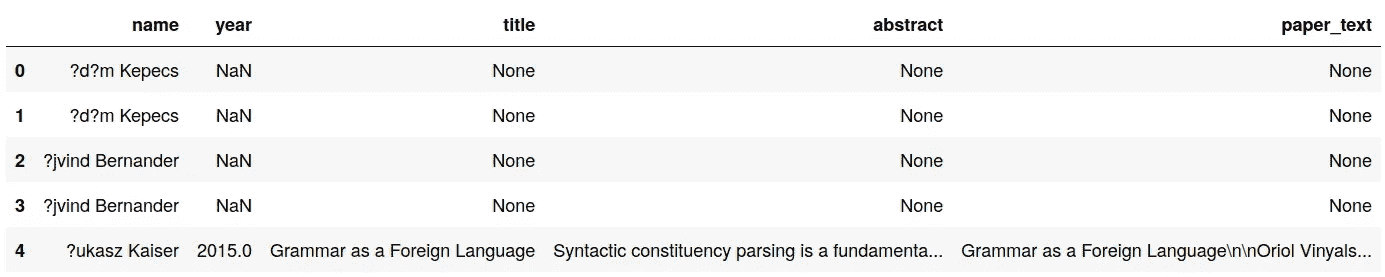 name year title abstract paper_text
0 ?d?m Kepecs NaN None None None
1 ?d?m Kepecs NaN None None None
2 ?jvind Bernander NaN None None None
3 ?jvind Bernander NaN None None None
4 ?ukasz Kaiser 2015.0 Grammar as a Foreign Language Syntactic constituency parsing is a fundamenta... Grammar as a Foreign Language\n\nOriol Vinyals...